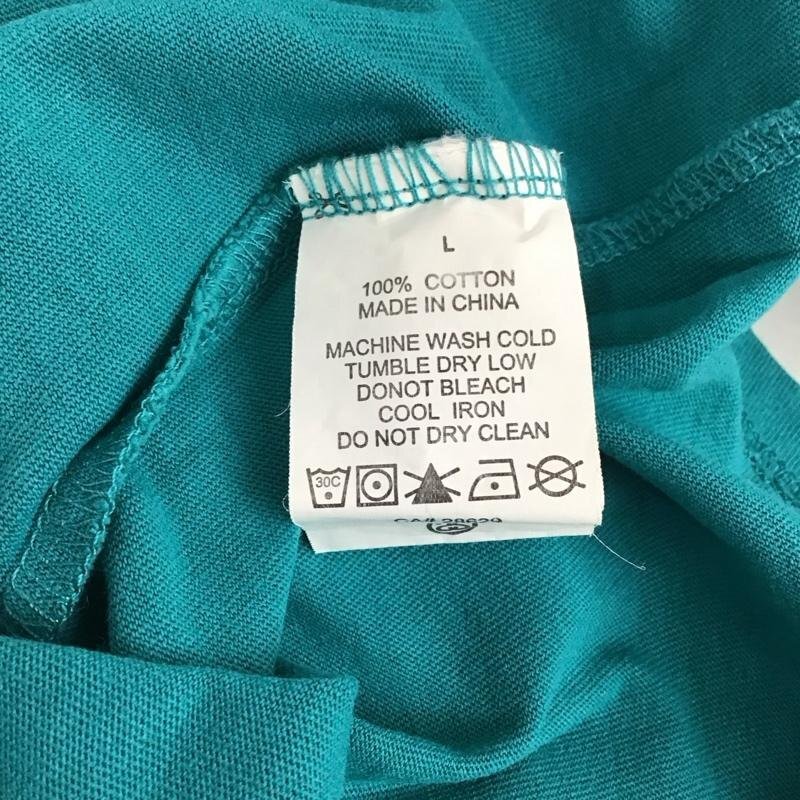 L
100% COTTON
MADE IN CHINA
MACHINE WASH COLD
TUMBLE DRY LOW
DONOT BLEACH
COOL IRON
DO NOT DRY CLEAN
30C